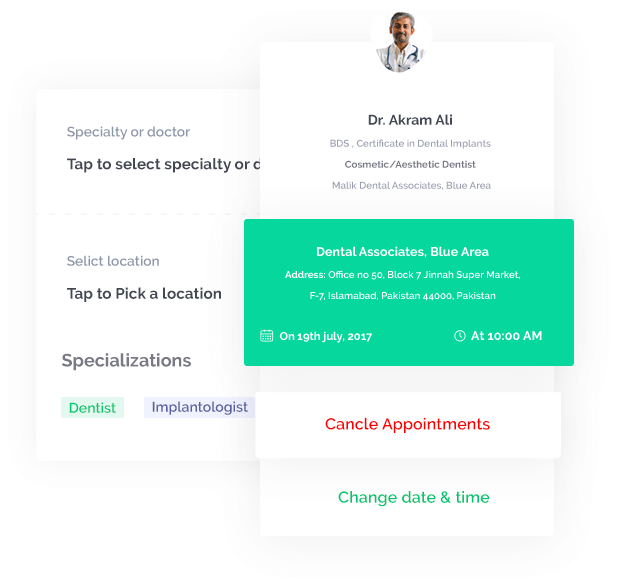 Specialty or doctor
Tap to select specialty or d
Selict location
Tap to Pick a location
Specializations
Dentist
Implantologist
Dr. Akram Ali
BDS , Certificate in Dental Implants
Cosmetic/Aesthetic Dentist
Malik Dental Associates, Blue Area
Dental Associates, Blue Area
Address: Office no 50, Block 7 Jinnah Super Market,
F-7, Islamabad, Pakistan 44000, Pakistan
On 19th july, 2017
At 10:00 AM
Cancle Appointments
Change date & time